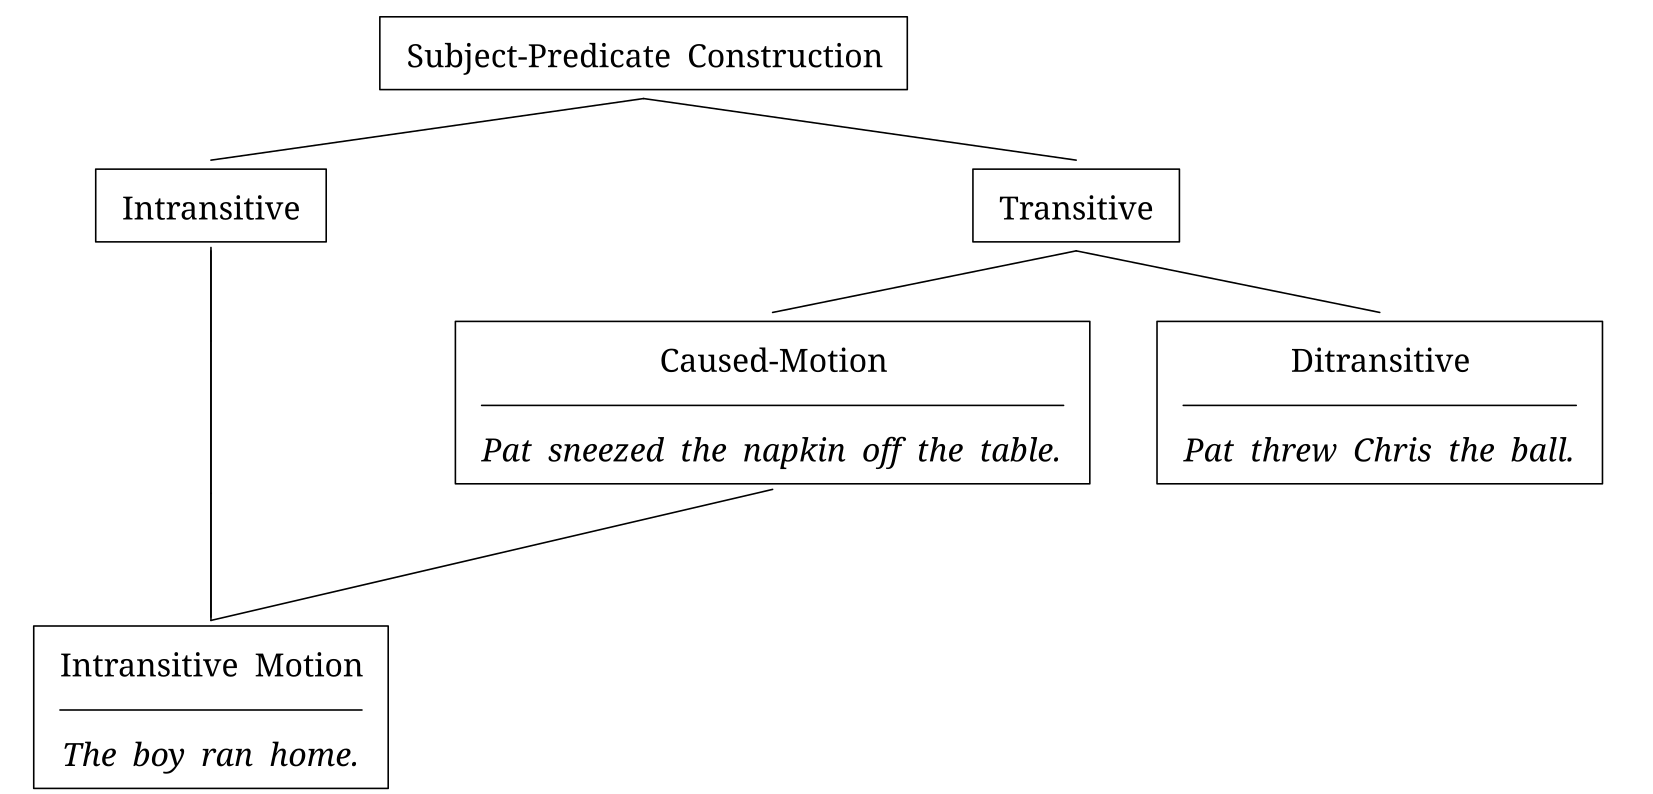 Subject-Predicate Construction
Intransitive
Transitive
Caused-Motion
Pat sneezed the napkin off the table.
Ditransitive
Pat threw Chris the ball.
Intransitive Motion
The boy ran home.